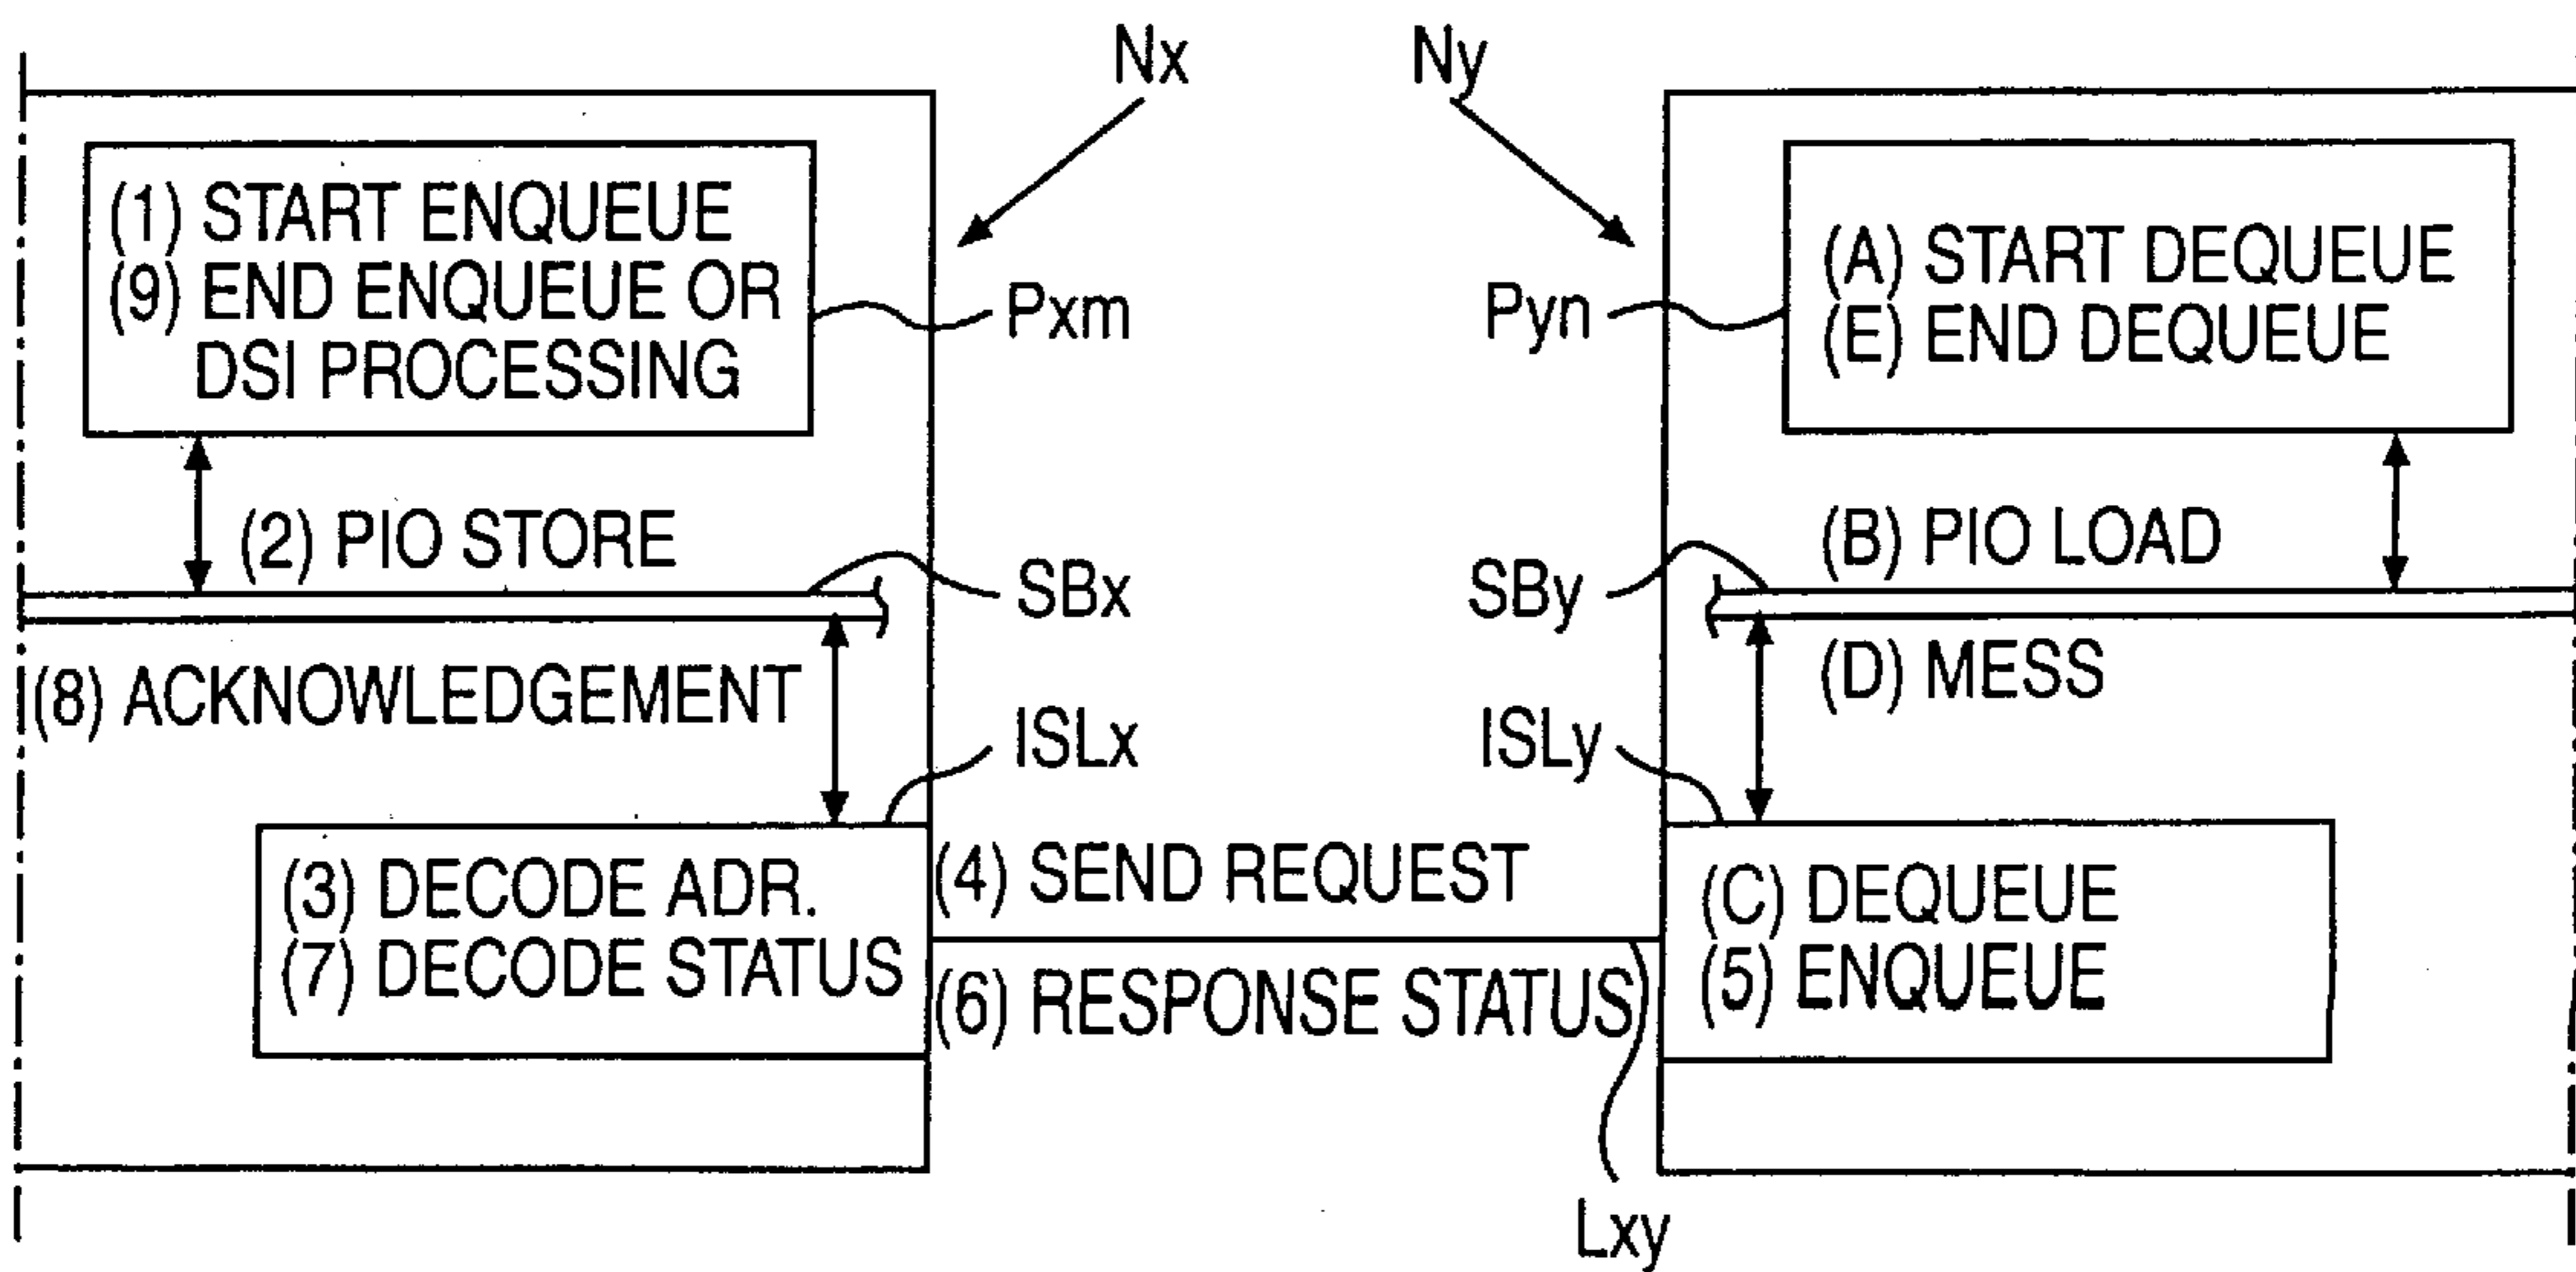 Nx
Ny
(1) START ENQUEUE
(9) END ENQUEUE OR
DSI PROCESSING
Pxm
Pyn
(A) START DEQUEUE
(E) END DEQUEUE
(2) PIO STORE
SBx
SBy
(B) PIO LOAD
(8) ACKNOWLEDGEMENT
ISLx
ISLy
(D) MESS
(3) DECODE ADR.
(7) DECODE STATUS
(4) SEND REQUEST
(6) RESPONSE STATUS
(C) DEQUEUE
(5) ENQUEUE
Lxy